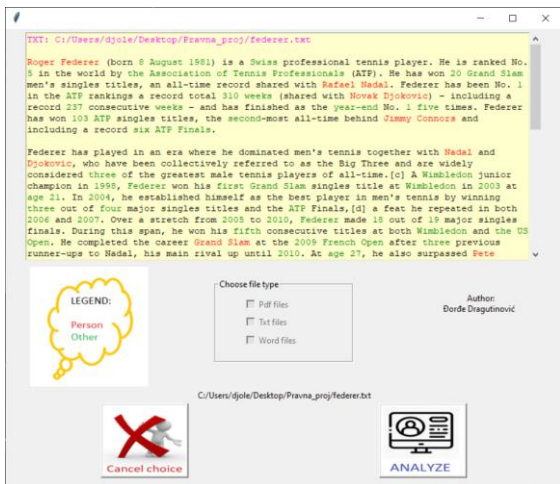 TXT: C:/Users/djole/Desktop/Pravna_proj/federer.txt
Roger Federer (born 8 August 1981) is a Swiss professional tennis player. He is ranked No.
5 in the world by the Association of Tennis Professionals (ATP). He has won 20 Grand Slam
men's singles titles, an all-time record shared with Rafael Nadal. Federer has been No. 1
in the ATP rankings a record total 310 weeks (shared with Novak Djokovic) - including a
record 237 consecutive weeks - and has finished as the year-end No. 1 five times. Federer
has won 103 ATP singles titles, the second-most all-time behind Jimmy Connors and
including a record six ATP Finals.
Federer has played in an era where he dominated men's tennis together with Nadal and
Djokovic, who have been collectively referred to as the Big Three and are widely
considered three of the greatest male tennis players of all-time.[c] A Wimbledon junior
champion in 1998, Federer won his first Grand Slam singles title at Wimbledon in 2003 at
age 21. In 2004, he established himself as the best player in men's tennis by winning
three out of four major singles titles and the ATP Finals,[d] a feat he repeated in both
2006 and 2007. Over a stretch from 2005 to 2010, Federer made 18 out of 19 major singles
finals. During this span, he won his fifth consecutive titles at both Wimbledon and the US
Open. He completed the career Grand Slam at the 2009 French Open after three previous
runner-ups to Nadal, his main rival up until 2010. At age 27, he also surpassed Pete
LEGEND:
Person
Other
Choose file type
Pdf files
Txt files
Word files
Author:
Đorđe Dragutinović
C:/Users/djole/Desktop/Pravna_proj/federer.txt
Cancel choice
ANALYZE